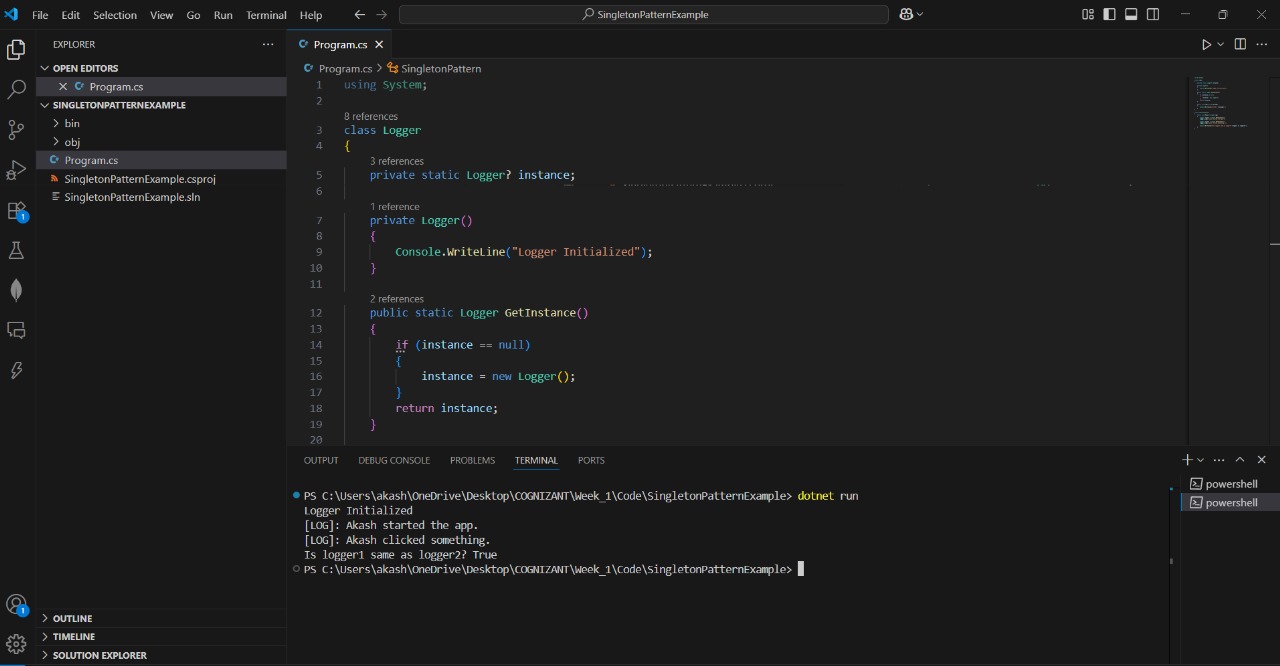 File Edit Selection View Go Run Terminal Help SingletonPatternExample
EXPLORER
OPEN EDITORS
Program.cs
SINGLETONPATTERNEXAMPLE
bin
obj
Program.cs
SingletonPatternExample.csproj
SingletonPatternExample.sln
1
1
OUTLINE
TIMELINE
SOLUTION EXPLORER
Program.cs
Program.cs > SingletonPattern
1 using System;
2
8 references
3 class Logger
4 {
3 references
5 private static Logger? instance;
6
1 reference
7 private Logger()
8 {
9 Console.WriteLine("Logger Initialized");
10 }
11
2 references
12 public static Logger GetInstance()
13 {
14 if (instance == null)
15 {
16 instance = new Logger();
17 }
18 return instance;
19 }
20
OUTPUT DEBUG CONSOLE PROBLEMS TERMINAL PORTS
PS C:\Users\akash\OneDrive\Desktop\COGNIZANT\Week_1\Code\SingletonPatternExample> dotnet run
Logger Initialized
[LOG]: Akash started the app.
[LOG]: Akash clicked something.
Is logger1 same as logger2? True
PS C:\Users\akash\OneDrive\Desktop\COGNIZANT\Week_1\Code\SingletonPatternExample>
powershell
powershell